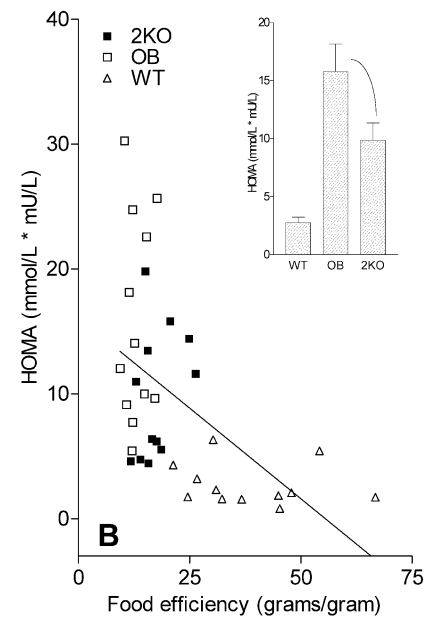 40
30
20
10
0
HOMA (mmol/L * mU/L)
2KO
OB
WT
B
0
25
50
75
Food efficiency (grams/gram)
20
15
10
5
0
HOMA (mmol/L * mU/L)
WT
OB
2KO